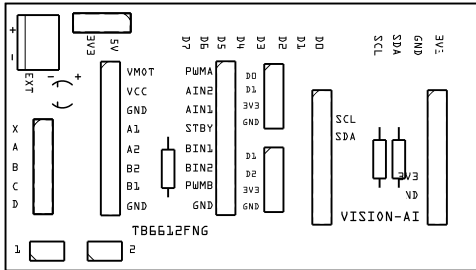 +
-
EXT
- +
3V3
5V
D7 D6 D5 D4 D3 D2 D1 D0
SCL SDA GND 3V3
VMOT
VCC
GND
A1
A2
B2
B1
GND
PWMA
AIN2
AIN1
STBY
BIN1
BIN2
PWMB
GND
D0
D1
3V3
GND
D1
D2
3V3
GND
SCL
SDA
3V3
ND
X
A
B
C
D
TB6612FNG
VISION-AI
1
2